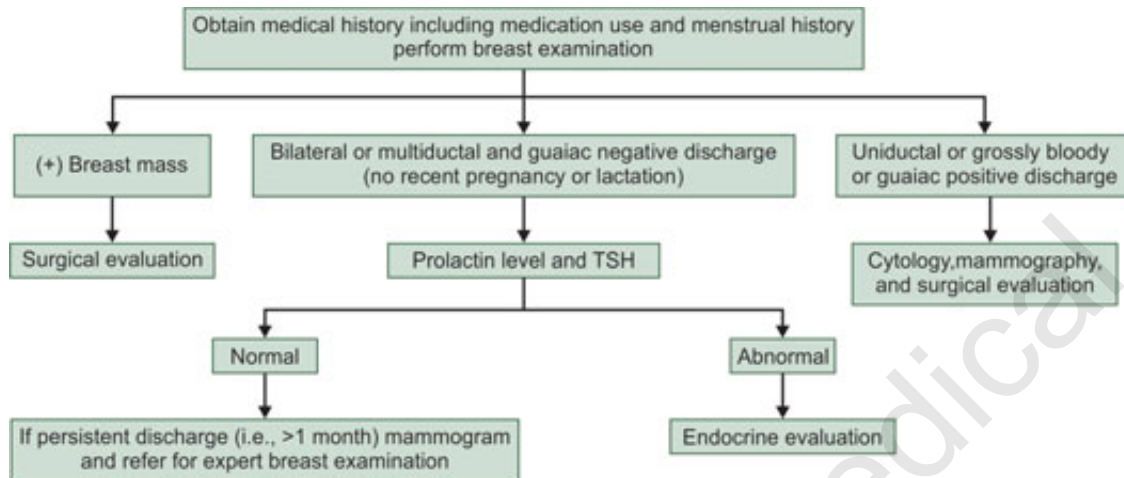 Obtain medical history including medication use and menstrual history
perform breast examination
(+) Breast mass
Bilateral or multiductal and guaiac negative discharge
(no recent pregnancy or lactation)
Uniductal or grossly bloody
or guaiac positive discharge
Surgical evaluation
Prolactin level and TSH
Cytology,mammography,
and surgical evaluation
Normal
Abnormal
If persistent discharge (i.e., >1 month) mammogram
and refer for expert breast examination
Endocrine evaluation
edical